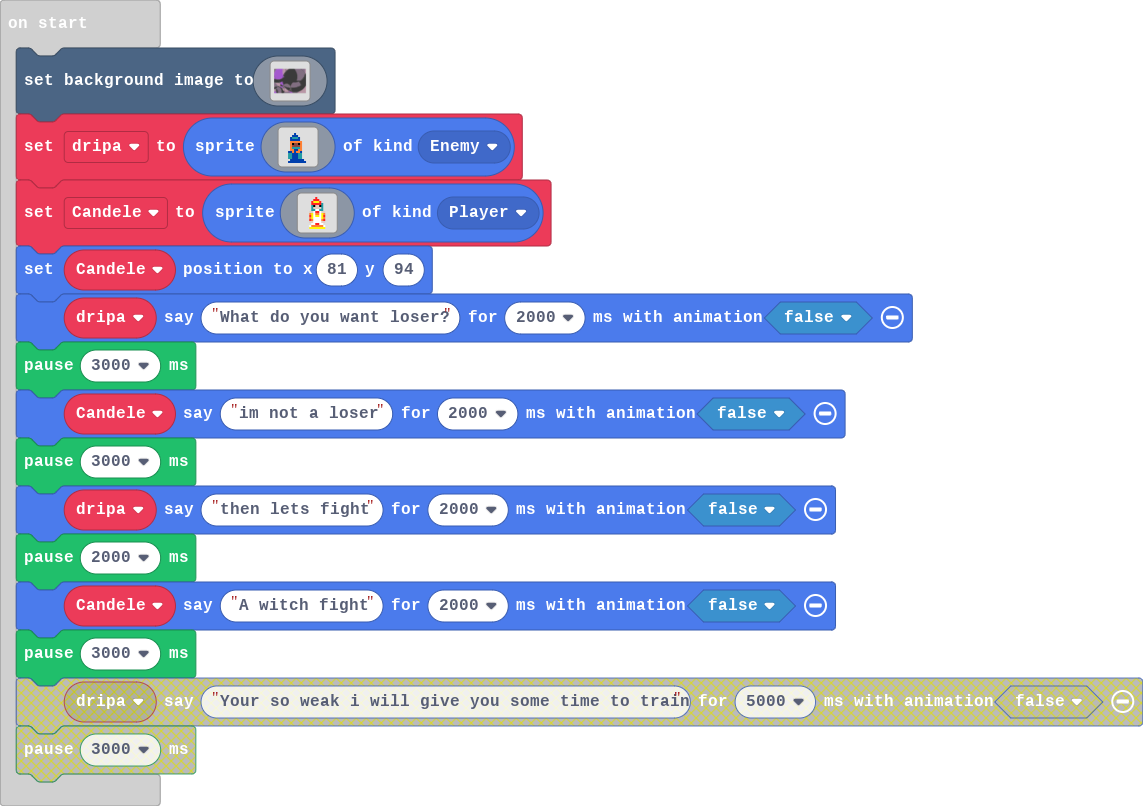 on start
set background image to
set dripa to sprite of kind Enemy
set Candele to sprite of kind Player
set Candele position to x 81 y 94
dripa say "What do you want loser?" for 2000 ms with animation false
pause 3000 ms
Candele say "im not a loser" for 2000 ms with animation false
pause 3000 ms
dripa say "then lets fight" for 2000 ms with animation false
pause 2000 ms
Candele say "A witch fight" for 2000 ms with animation false
pause 3000 ms
dripa say "Your so weak i will give you some time to train" for 5000 ms with animation false
pause 3000 ms